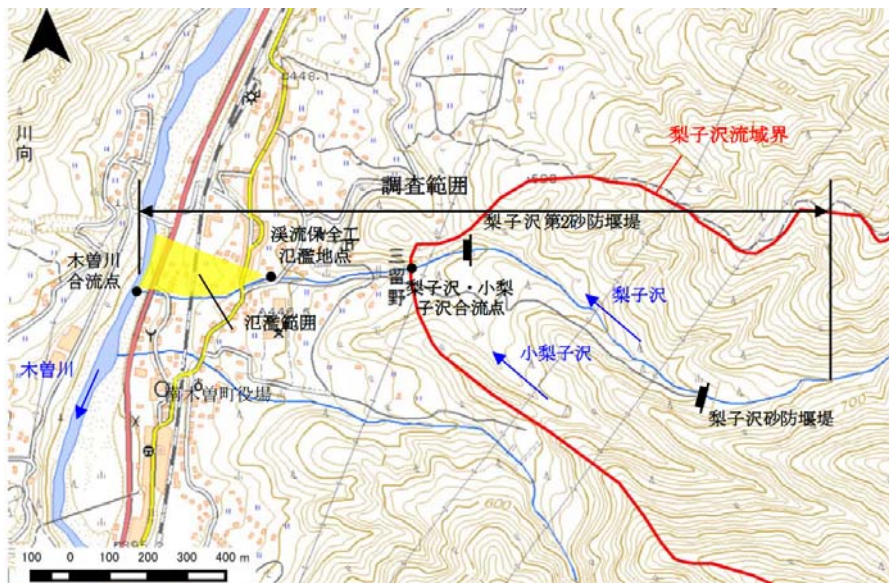 川向
448.1
梨子沢流域界
調査範囲
梨子沢第2砂防堰堤
渓流保全工
氾濫地点
木曽川
合流点
三留野
梨子沢・小梨
子沢合流点
梨子沢
氾濫範囲
小梨子沢
木曽川
南木曽町役場
梨子沢砂防堰堤
700
600
100 0 100 200 300 400 m